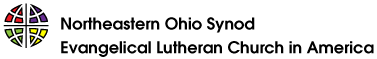 Northeastern Ohio Synod
Evangelical Lutheran Church in America